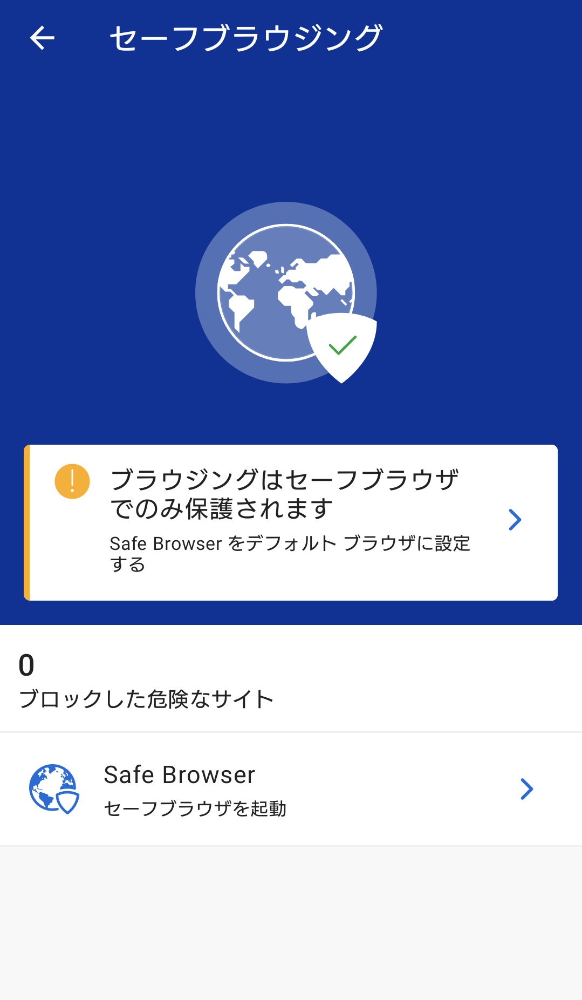 セーフブラウジング
ブラウジングはセーフブラウザ
でのみ保護されます
Safe Browser をデフォルト ブラウザに設定
する
0
ブロックした危険なサイト
Safe Browser
セーフブラウザを起動